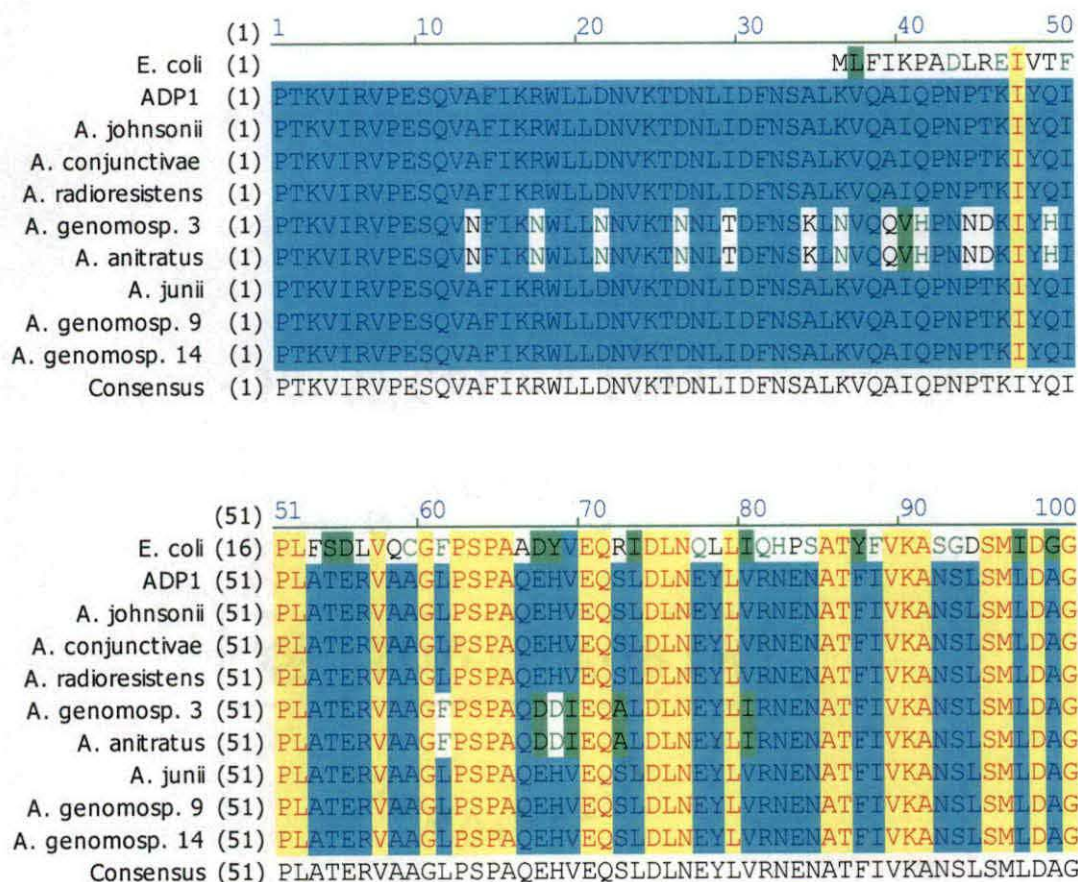 (1) 1 10 20 30 40 50
E. coli (1) MLFIKPADLREIVTF
ADP1 (1) PTKVIRVPESQVAFIKRWLLDNVKTDNLIDFNSALKVQAIQPNPTKIYQI
A. johnsonii (1) PTKVIRVPESQVAFIKRWLLDNVKTDNLIDFNSALKVQAIQPNPTKIYQI
A. conjunctivae (1) PTKVIRVPESQVAFIKRWLLDNVKTDNLIDFNSALKVQAIQPNPTKIYQI
A. radioresistens (1) PTKVIRVPESQVAFIKRWLLDNVKTDNLIDFNSALKVQAIQPNPTKIYQI
A. genomosp. 3 (1) PTKVIRVPESQVNFIKNWLLNNVKTNNLTDFNSKLNVQQVHPNNDKIYHI
A. anitratus (1) PTKVIRVPESQVNFIKNWLLNNVKTNNLTDFNSKLNVQQVHPNNDKIYHI
A. junii (1) PTKVIRVPESQVAFIKRWLLDNVKTDNLIDFNSALKVQAIQPNPTKIYQI
A. genomosp. 9 (1) PTKVIRVPESQVAFIKRWLLDNVKTDNLIDFNSALKVQAIQPNPTKIYQI
A. genomosp. 14 (1) PTKVIRVPESQVAFIKRWLLDNVKTDNLIDFNSALKVQAIQPNPTKIYQI
Consensus (1) PTKVIRVPESQVAFIKRWLLDNVKTDNLIDFNSALKVQAIQPNPTKIYQI
(51) 51 60 70 80 90 100
E. coli (16) PLFSDLVQCGFPSPAADYVEQRIDLNQLLIQHPSATYFVKASGDSMIDGG
ADP1 (51) PLATERVAAGLPSPAQEHVEQSLDLNEYLVRNENATFIVKANSLSMLDAG
A. johnsonii (51) PLATERVAAGLPSPAQEHVEQSLDLNEYLVRNENATFIVKANSLSMLDAG
A. conjunctivae (51) PLATERVAAGLPSPAQEHVEQSLDLNEYLVRNENATFIVKANSLSMLDAG
A. radioresistens (51) PLATERVAAGLPSPAQEHVEQSLDLNEYLVRNENATFIVKANSLSMLDAG
A. genomosp. 3 (51) PLATERVAAGFPSPAQDDIEQALDLNEYLIRNENATFIVKANSLSMLDAG
A. anitratus (51) PLATERVAAGFPSPAQDDIEQALDLNEYLIRNENATFIVKANSLSMLDAG
A. junii (51) PLATERVAAGLPSPAQEHVEQSLDLNEYLVRNENATFIVKANSLSMLDAG
A. genomosp. 9 (51) PLATERVAAGLPSPAQEHVEQSLDLNEYLVRNENATFIVKANSLSMLDAG
A. genomosp. 14 (51) PLATERVAAGLPSPAQEHVEQSLDLNEYLVRNENATFIVKANSLSMLDAG
Consensus (51) PLATERVAAGLPSPAQEHVEQSLDLNEYLVRNENATFIVKANSLSMLDAG